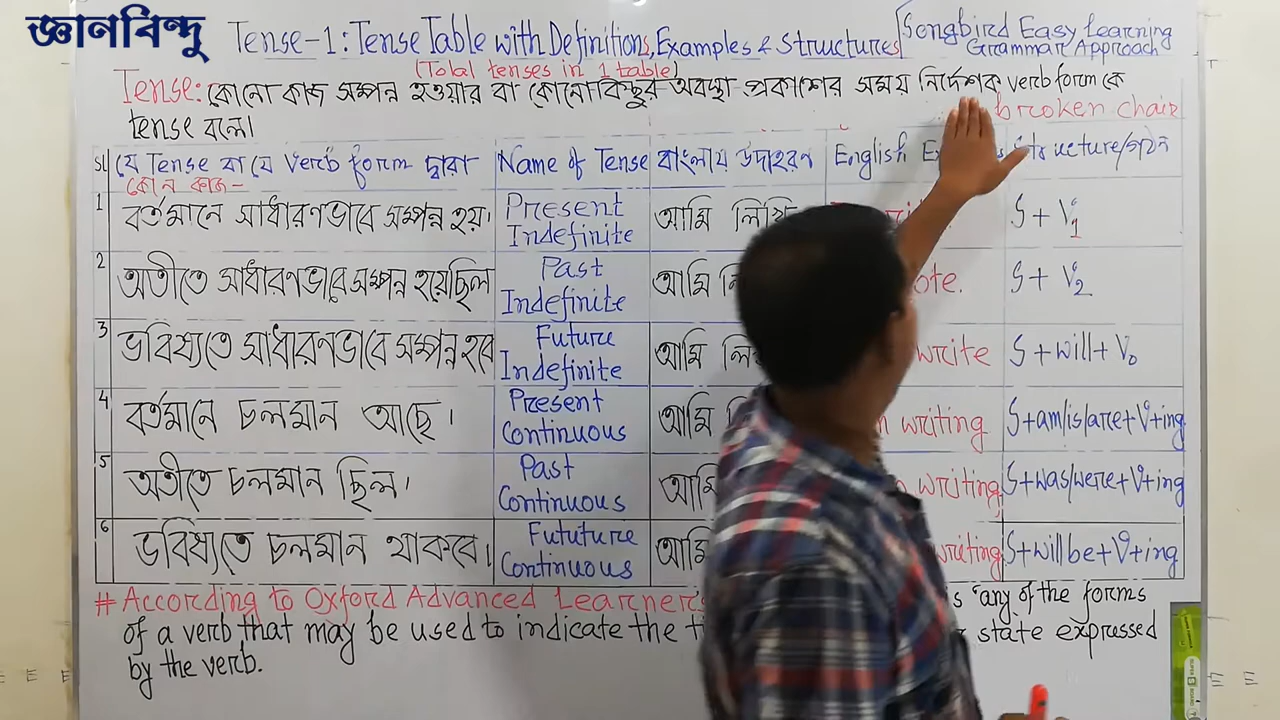 জ্ঞানবিন্দু
Tense-1: Tense Table with Definitions, Examples & Structures
Songbird Easy Learning
Grammar Approach
(Total tenses in 1 table)
Tense: কোনো কাজ সম্পন্ন হওয়ার বা কোনোকিছুর অবস্থা প্রকাশের সময় নির্দেশক verb form কে
broken chair
tense বলে।
SL যে Tense বা যে Verb form দ্বারা Name of Tense বাংলায় উদাহরণ English Structure/গঠন
কোন কাজ-
1 বর্তমানে সাধারণভাবে সম্পন্ন হয়। Present Indefinite আমি লিখি S + V1
2 অতীতে সাধারণভাবে সম্পন্ন হয়েছিল Past Indefinite আমি S + V2
3 ভবিষ্যতে সাধারণভাবে সম্পন্ন হবে Future Indefinite আমি write S + will + V0
4 বর্তমানে চলমান আছে। Present Continuous আমি writing S+am/is/are+V+ing
5 অতীতে চলমান ছিল। Past Continuous আমি writing S+was/were+V+ing
6 ভবিষ্যতে চলমান থাকবে। Fututure Continuous আমি writing S+will be+V+ing
# According to Oxford Advanced Learner's "any of the forms
of a verb that may be used to indicate the state expressed
by the verb.